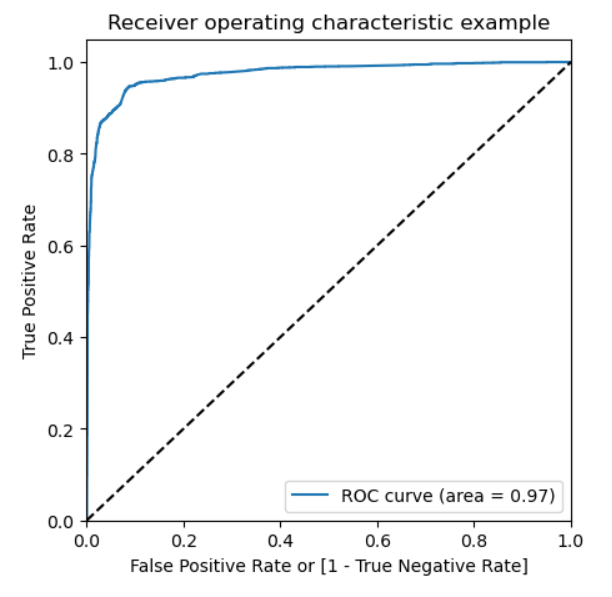 Receiver operating characteristic example
1.0
0.8
0.6
0.4
0.2
0.0
True Positive Rate
ROC curve (area = 0.97)
0.0 0.2 0.4 0.6 0.8 1.0
False Positive Rate or [1 - True Negative Rate]